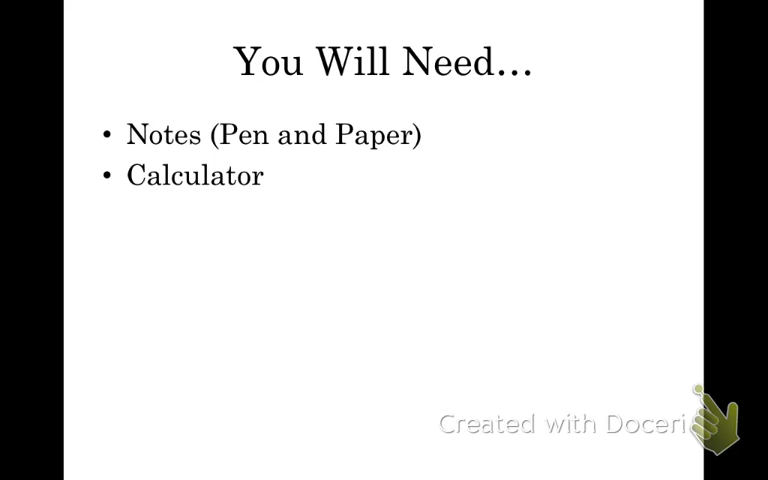 You Will Need…
• Notes (Pen and Paper)
• Calculator
Created with Doceri